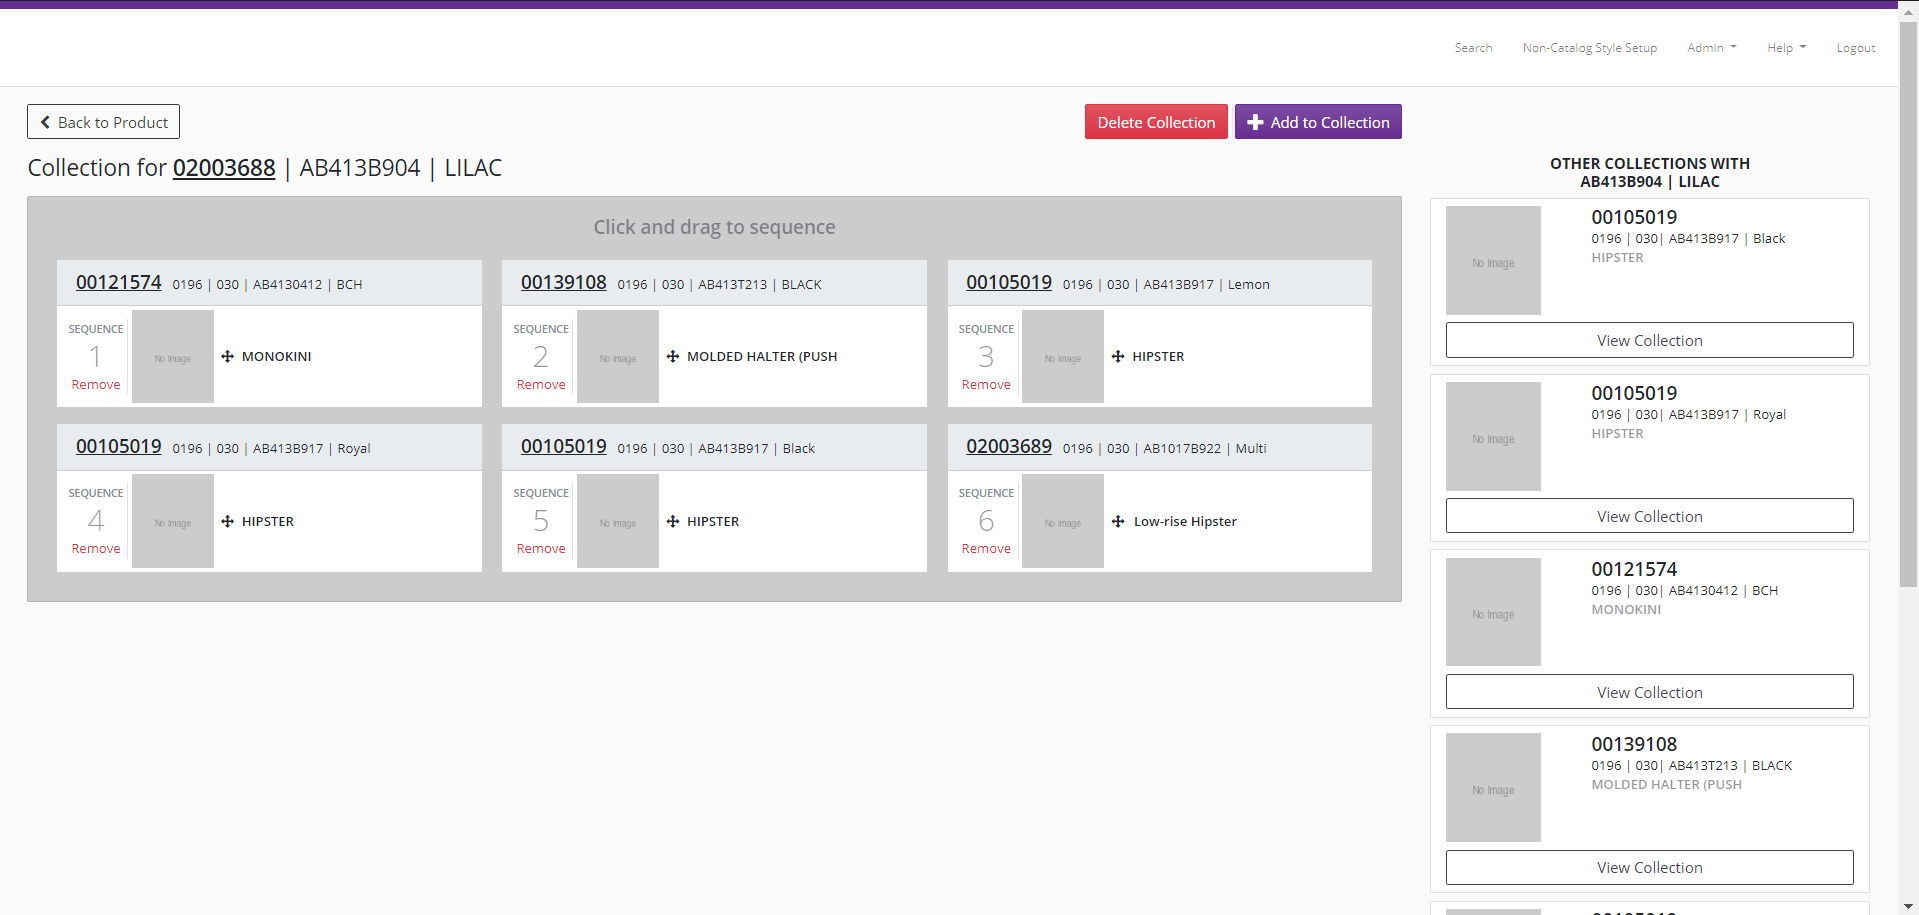 Search Non-Catalog Style Setup Admin Help Logout
Back to Product
Delete Collection
Add to Collection
Collection for 02003688 | AB413B904 | LILAC
Click and drag to sequence
00121574 0196 | 030 | AB4130412 | BCH
SEQUENCE
1
Remove
No Image
MONOKINI
00139108 0196 | 030 | AB413T213 | BLACK
SEQUENCE
2
Remove
No Image
MOLDED HALTER (PUSH
00105019 0196 | 030 | AB413B917 | Lemon
SEQUENCE
3
Remove
No Image
HIPSTER
00105019 0196 | 030 | AB413B917 | Royal
SEQUENCE
4
Remove
No Image
HIPSTER
00105019 0196 | 030 | AB413B917 | Black
SEQUENCE
5
Remove
No Image
HIPSTER
02003689 0196 | 030 | AB1017B922 | Multi
SEQUENCE
6
Remove
No Image
Low-rise Hipster
OTHER COLLECTIONS WITH
AB413B904 | LILAC
No Image
00105019
0196 | 030| AB413B917 | Black
HIPSTER
View Collection
No Image
00105019
0196 | 030| AB413B917 | Royal
HIPSTER
View Collection
No Image
00121574
0196 | 030| AB4130412 | BCH
MONOKINI
View Collection
No Image
00139108
0196 | 030| AB413T213 | BLACK
MOLDED HALTER (PUSH
View Collection